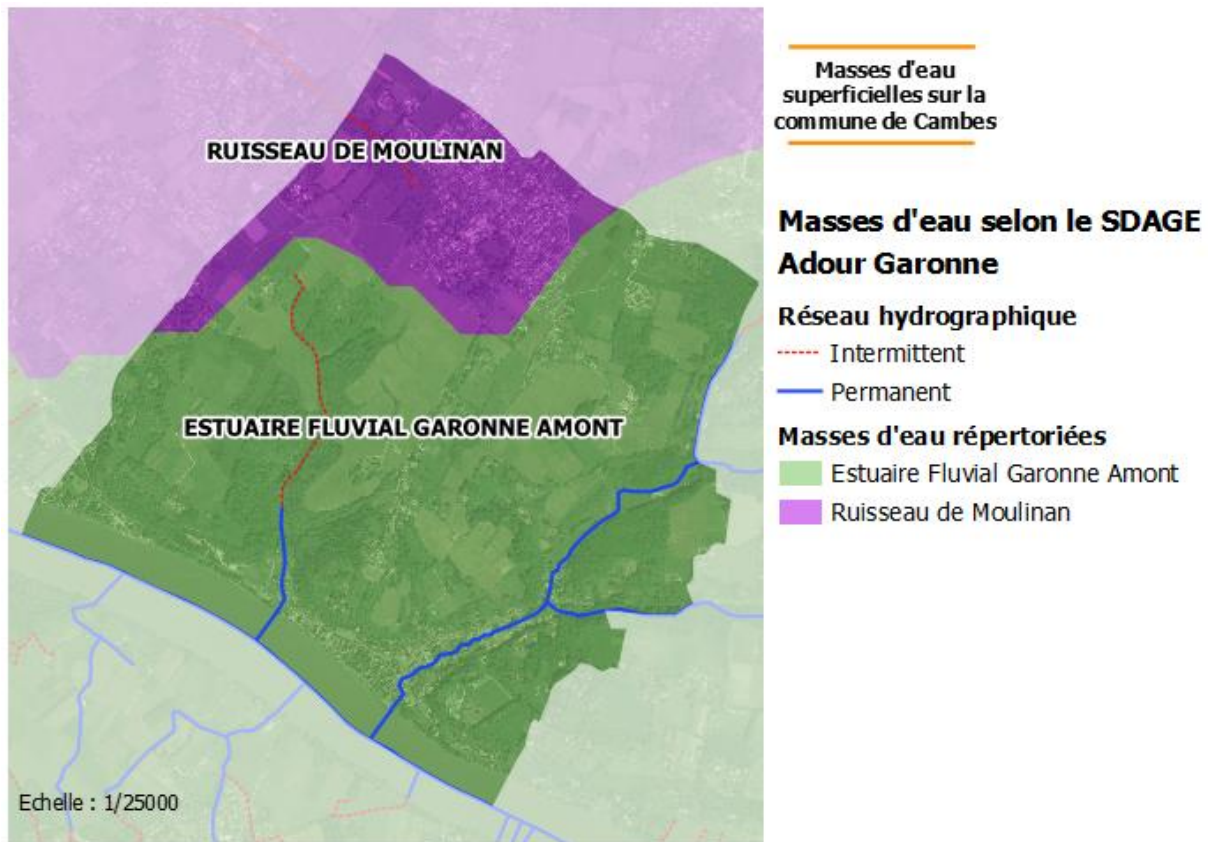 RUISSEAU DE MOULINAN
ESTUAIRE FLUVIAL GARONNE AMONT
Echelle : 1/25000
Masses d'eau
superficielles sur la
commune de Cambes
Masses d'eau selon le SDAGE
Adour Garonne
Réseau hydrographique
Intermittent
Permanent
Masses d'eau répertoriées
Estuaire Fluvial Garonne Amont
Ruisseau de Moulinan